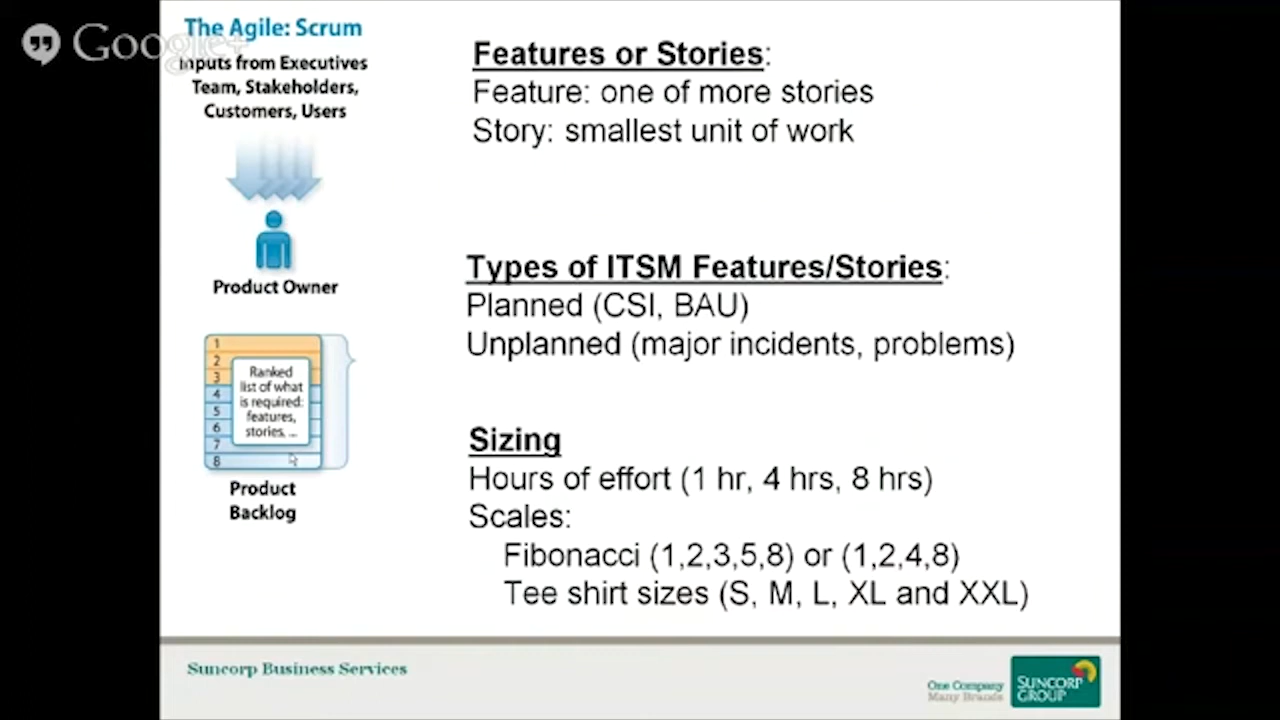 The Agile: Scrum
Google+
Inputs from Executives
Team, Stakeholders,
Customers, Users
Product Owner
1
2
3
4
5
6
7
8
Ranked
list of what
is required:
features,
stories, ...
Product
Backlog
Features or Stories:
Feature: one of more stories
Story: smallest unit of work
Types of ITSM Features/Stories:
Planned (CSI, BAU)
Unplanned (major incidents, problems)
Sizing
Hours of effort (1 hr, 4 hrs, 8 hrs)
Scales:
Fibonacci (1,2,3,5,8) or (1,2,4,8)
Tee shirt sizes (S, M, L, XL and XXL)
Suncorp Business Services
One Company
Many Brands
SUNCORP
GROUP